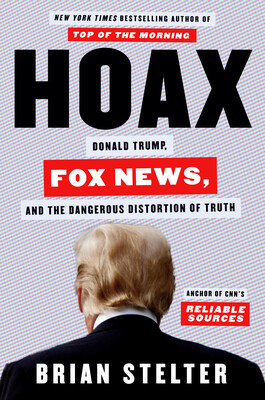 NEW YORK TIMES BESTSELLING AUTHOR OF
TOP OF THE MORNING
HOAX
DONALD TRUMP,
FOX NEWS,
AND THE DANGEROUS DISTORTION OF TRUTH
ANCHOR OF CNN'S
RELIABLE
SOURCES
BRIAN STELTER